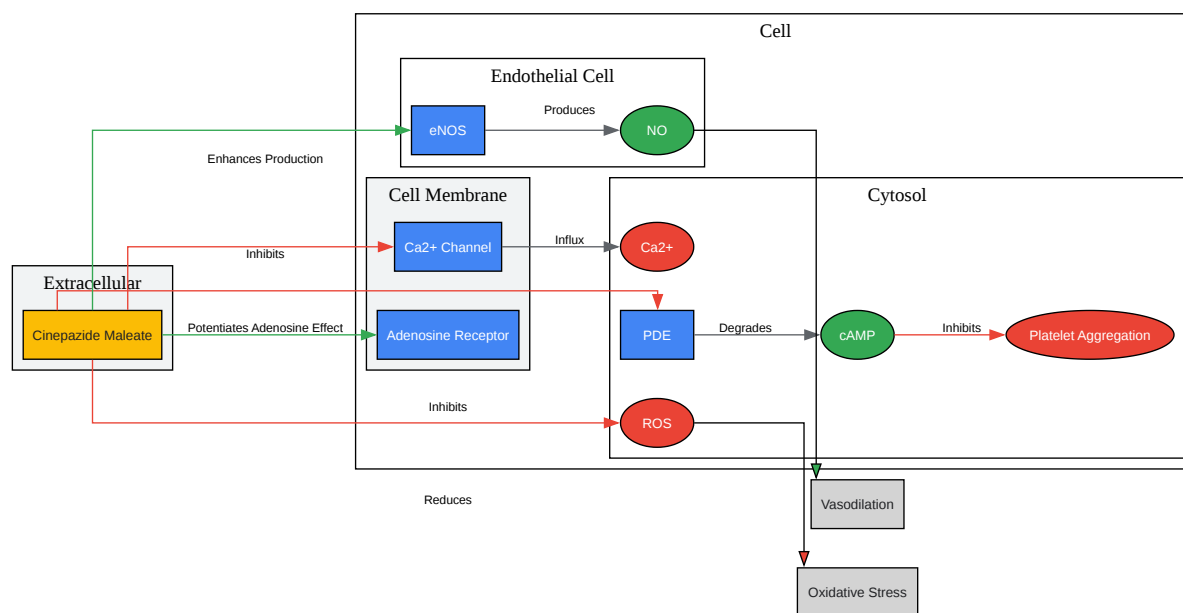 Cell
Endothelial Cell
eNOS
Produces
NO
Enhances Production
Cell Membrane
Cytosol
Ca2+ Channel
Influx
Ca2+
Inhibits
Extracellular
Cinepazide Maleate
Potentiates Adenosine Effect
Adenosine Receptor
PDE
Degrades
cAMP
Inhibits
Platelet Aggregation
Inhibits
ROS
Reduces
Vasodilation
Oxidative Stress